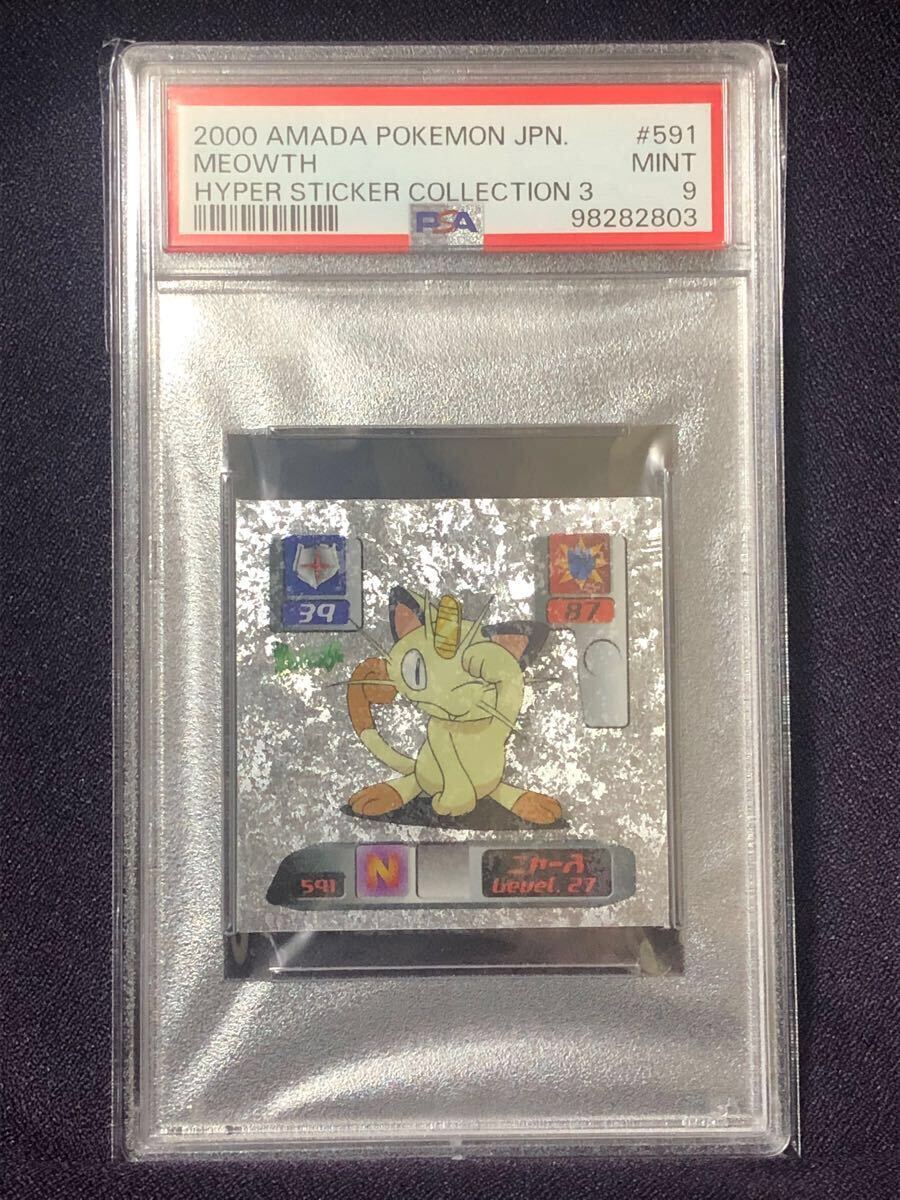 2000 AMADA POKEMON JPN. #591
MEOWTH MINT
HYPER STICKER COLLECTION 3 9
PSA 98282803
39
87
591 N ニャース
Level. 27